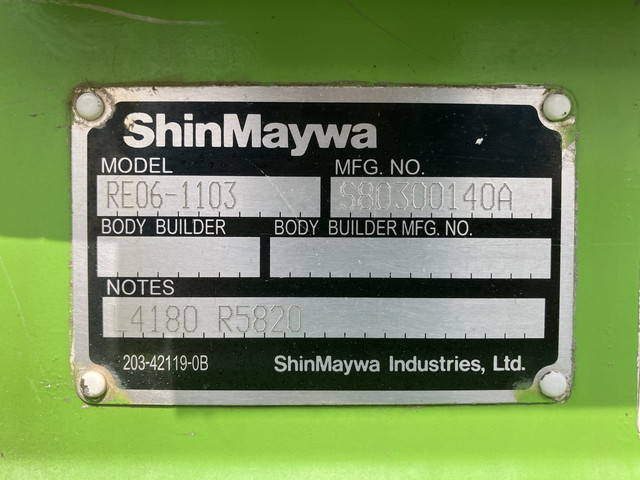 ShinMaywa
MODEL MFG. NO.
RE06-1103 S80300140A
BODY BUILDER BODY BUILDER MFG. NO.
NOTES
L4180 R5820
203-42119-0B ShinMaywa Industries, Ltd.